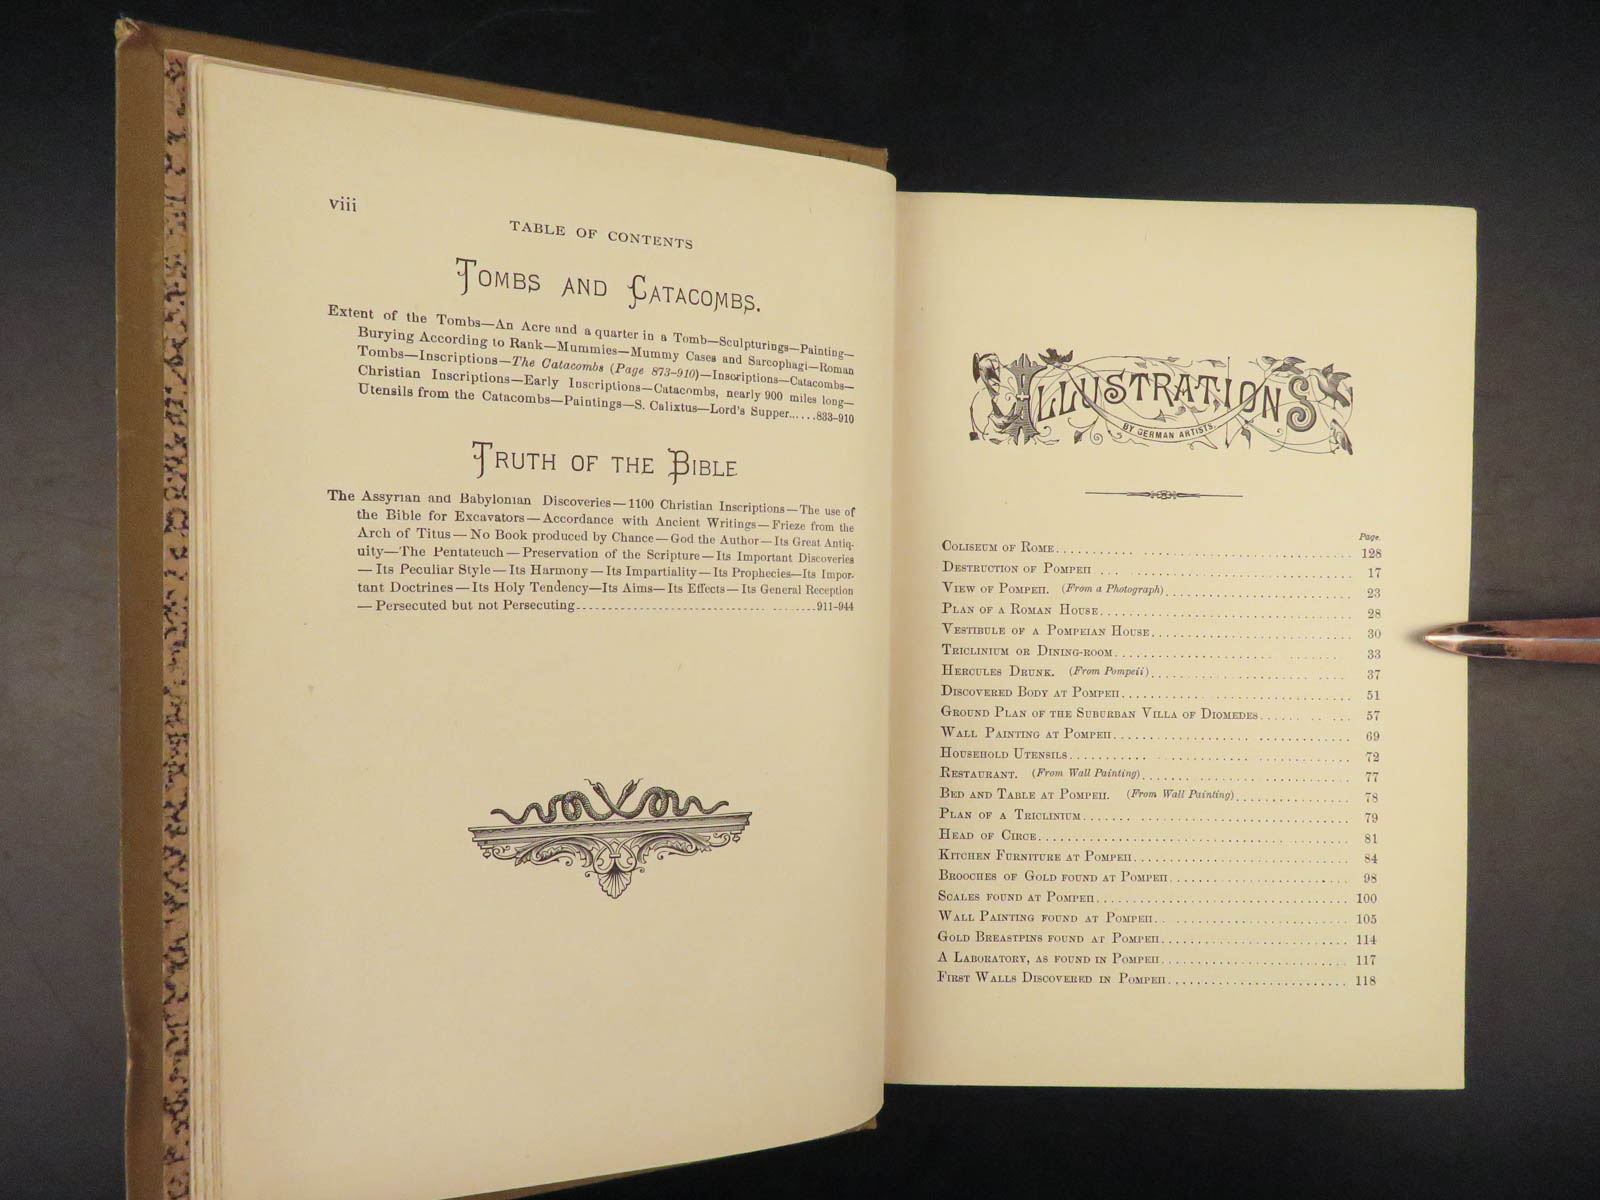 viii
TABLE OF CONTENTS
TOMBS AND CATACOMBS.
Extent of the Tombs—An Acre and a quarter in a Tomb—Sculpturings—Painting—
Burying According to Rank—Mummies—Mummy Cases and Sarcophagi—Roman
Tombs—Inscriptions—The Catacombs (Page 873-910)—Inscriptions—Catacombs—
Christian Inscriptions—Early Inscriptions—Catacombs, nearly 900 miles long—
Utensils from the Catacombs—Paintings—S. Calixtus—Lord's Supper......833-910
TRUTH OF THE BIBLE
The Assyrian and Babylonian Discoveries—1100 Christian Inscriptions—The use of
the Bible for Excavators—Accordance with Ancient Writings—Frieze from the
Arch of Titus—No Book produced by Chance—God the Author—Its Great Antiq-
uity—The Pentateuch—Preservation of the Scripture—Its Important Discoveries
—Its Peculiar Style—Its Harmony—Its Impartiality—Its Prophecies—Its Impor-
tant Doctrines—Its Holy Tendency—Its Aims—Its Effects—Its General Reception
—Persecuted but not Persecuting..........911-944
ILLUSTRATIONS
BY GERMAN ARTISTS.
Page.
COLISEUM OF ROME.......... 128
DESTRUCTION OF POMPEII.......... 17
VIEW OF POMPEII. (From a Photograph).......... 23
PLAN OF A ROMAN HOUSE.......... 28
VESTIBULE OF A POMPEIAN HOUSE.......... 30
TRICLINIUM OR DINING-ROOM.......... 33
HERCULES DRUNK. (From Pompeii).......... 37
DISCOVERED BODY AT POMPEII.......... 51
GROUND PLAN OF THE SUBURBAN VILLA OF DIOMEDES.......... 57
WALL PAINTING AT POMPEII.......... 69
HOUSEHOLD UTENSILS.......... 72
RESTAURANT. (From Wall Painting).......... 77
BED AND TABLE AT POMPEII. (From Wall Painting).......... 78
PLAN OF A TRICLINIUM.......... 79
HEAD OF CIRCE.......... 81
KITCHEN FURNITURE AT POMPEII.......... 84
BROOCHES OF GOLD FOUND AT POMPEII.......... 98
SCALES FOUND AT POMPEII.......... 100
WALL PAINTING FOUND AT POMPEII.......... 105
GOLD BREASTPINS FOUND AT POMPEII.......... 114
A LABORATORY, AS FOUND IN POMPEII.......... 117
FIRST WALLS DISCOVERED IN POMPEII.......... 118